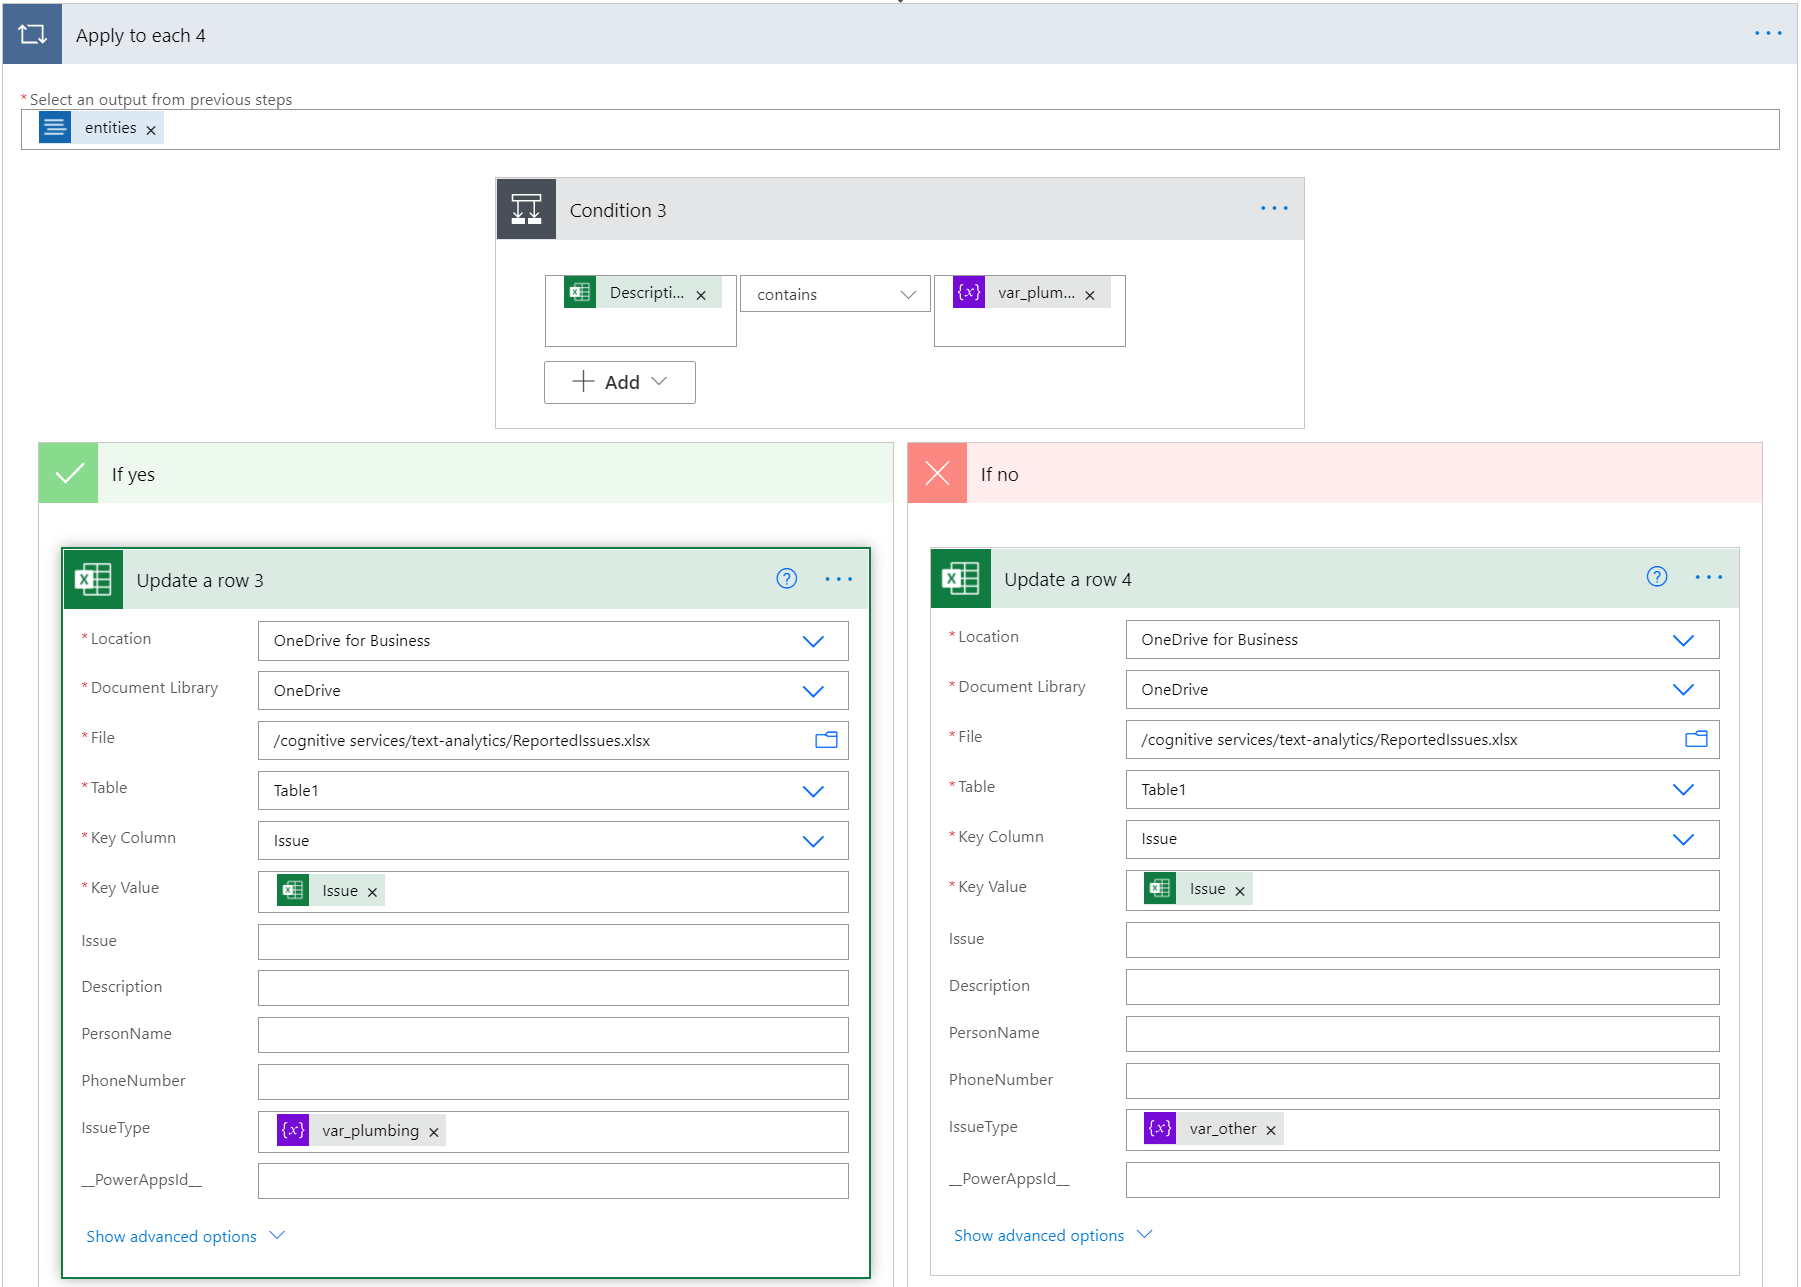 Apply to each 4
* Select an output from previous steps
entities
Condition 3
Descripti...
contains
{x} var_plum...
Add
If yes
Update a row 3
* Location
OneDrive for Business
* Document Library
OneDrive
* File
/cognitive services/text-analytics/ReportedIssues.xlsx
* Table
Table1
* Key Column
Issue
* Key Value
Issue
Issue
Description
PersonName
PhoneNumber
IssueType
{x} var_plumbing
__PowerAppsId__
Show advanced options
If no
Update a row 4
* Location
OneDrive for Business
* Document Library
OneDrive
* File
/cognitive services/text-analytics/ReportedIssues.xlsx
* Table
Table1
* Key Column
Issue
* Key Value
Issue
Issue
Description
PersonName
PhoneNumber
IssueType
{x} var_other
__PowerAppsId__
Show advanced options